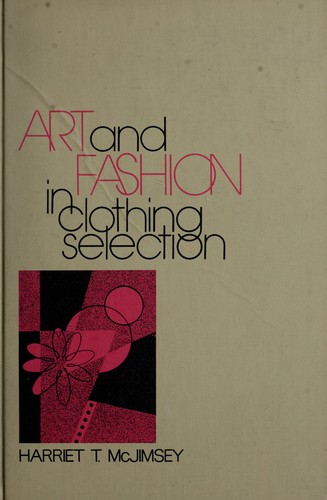 ART and
FASHION
in clothing
selection
HARRIET T. McJIMSEY